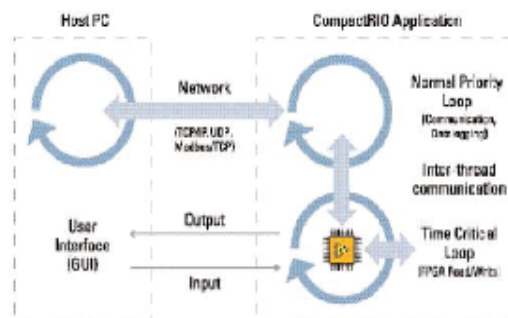 Host PC
CompactRIO Application
Network
(TCP/IP, UDP,
Modbus/TCP)
Normal Priority
Loop
(Communication,
Data logging)
Inter-thread
communication
User
Interface
(GUI)
Output
Input
Time Critical
Loop
(FPGA Read/Write)